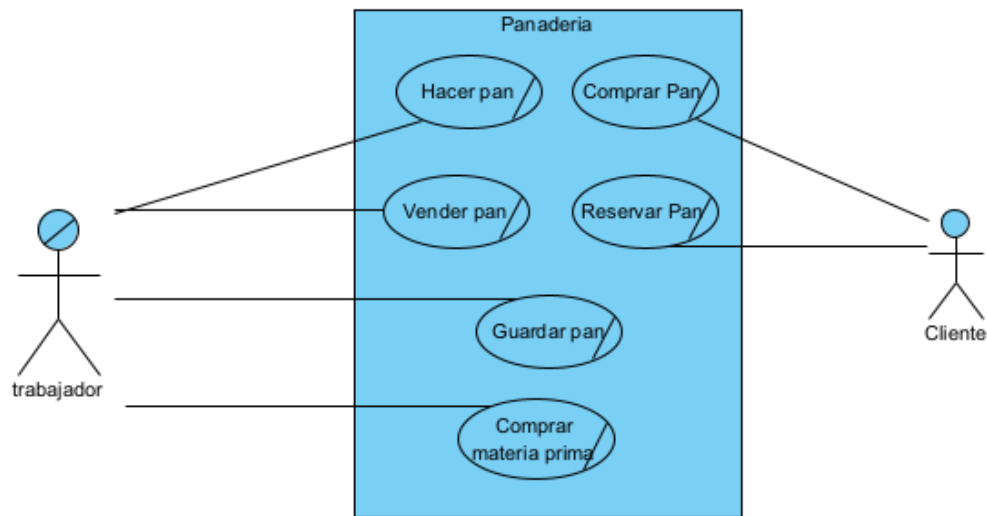 Panaderia
Hacer pan
Comprar Pan
Vender pan
Reservar Pan
Guardar pan
Comprar
materia prima
trabajador
Cliente